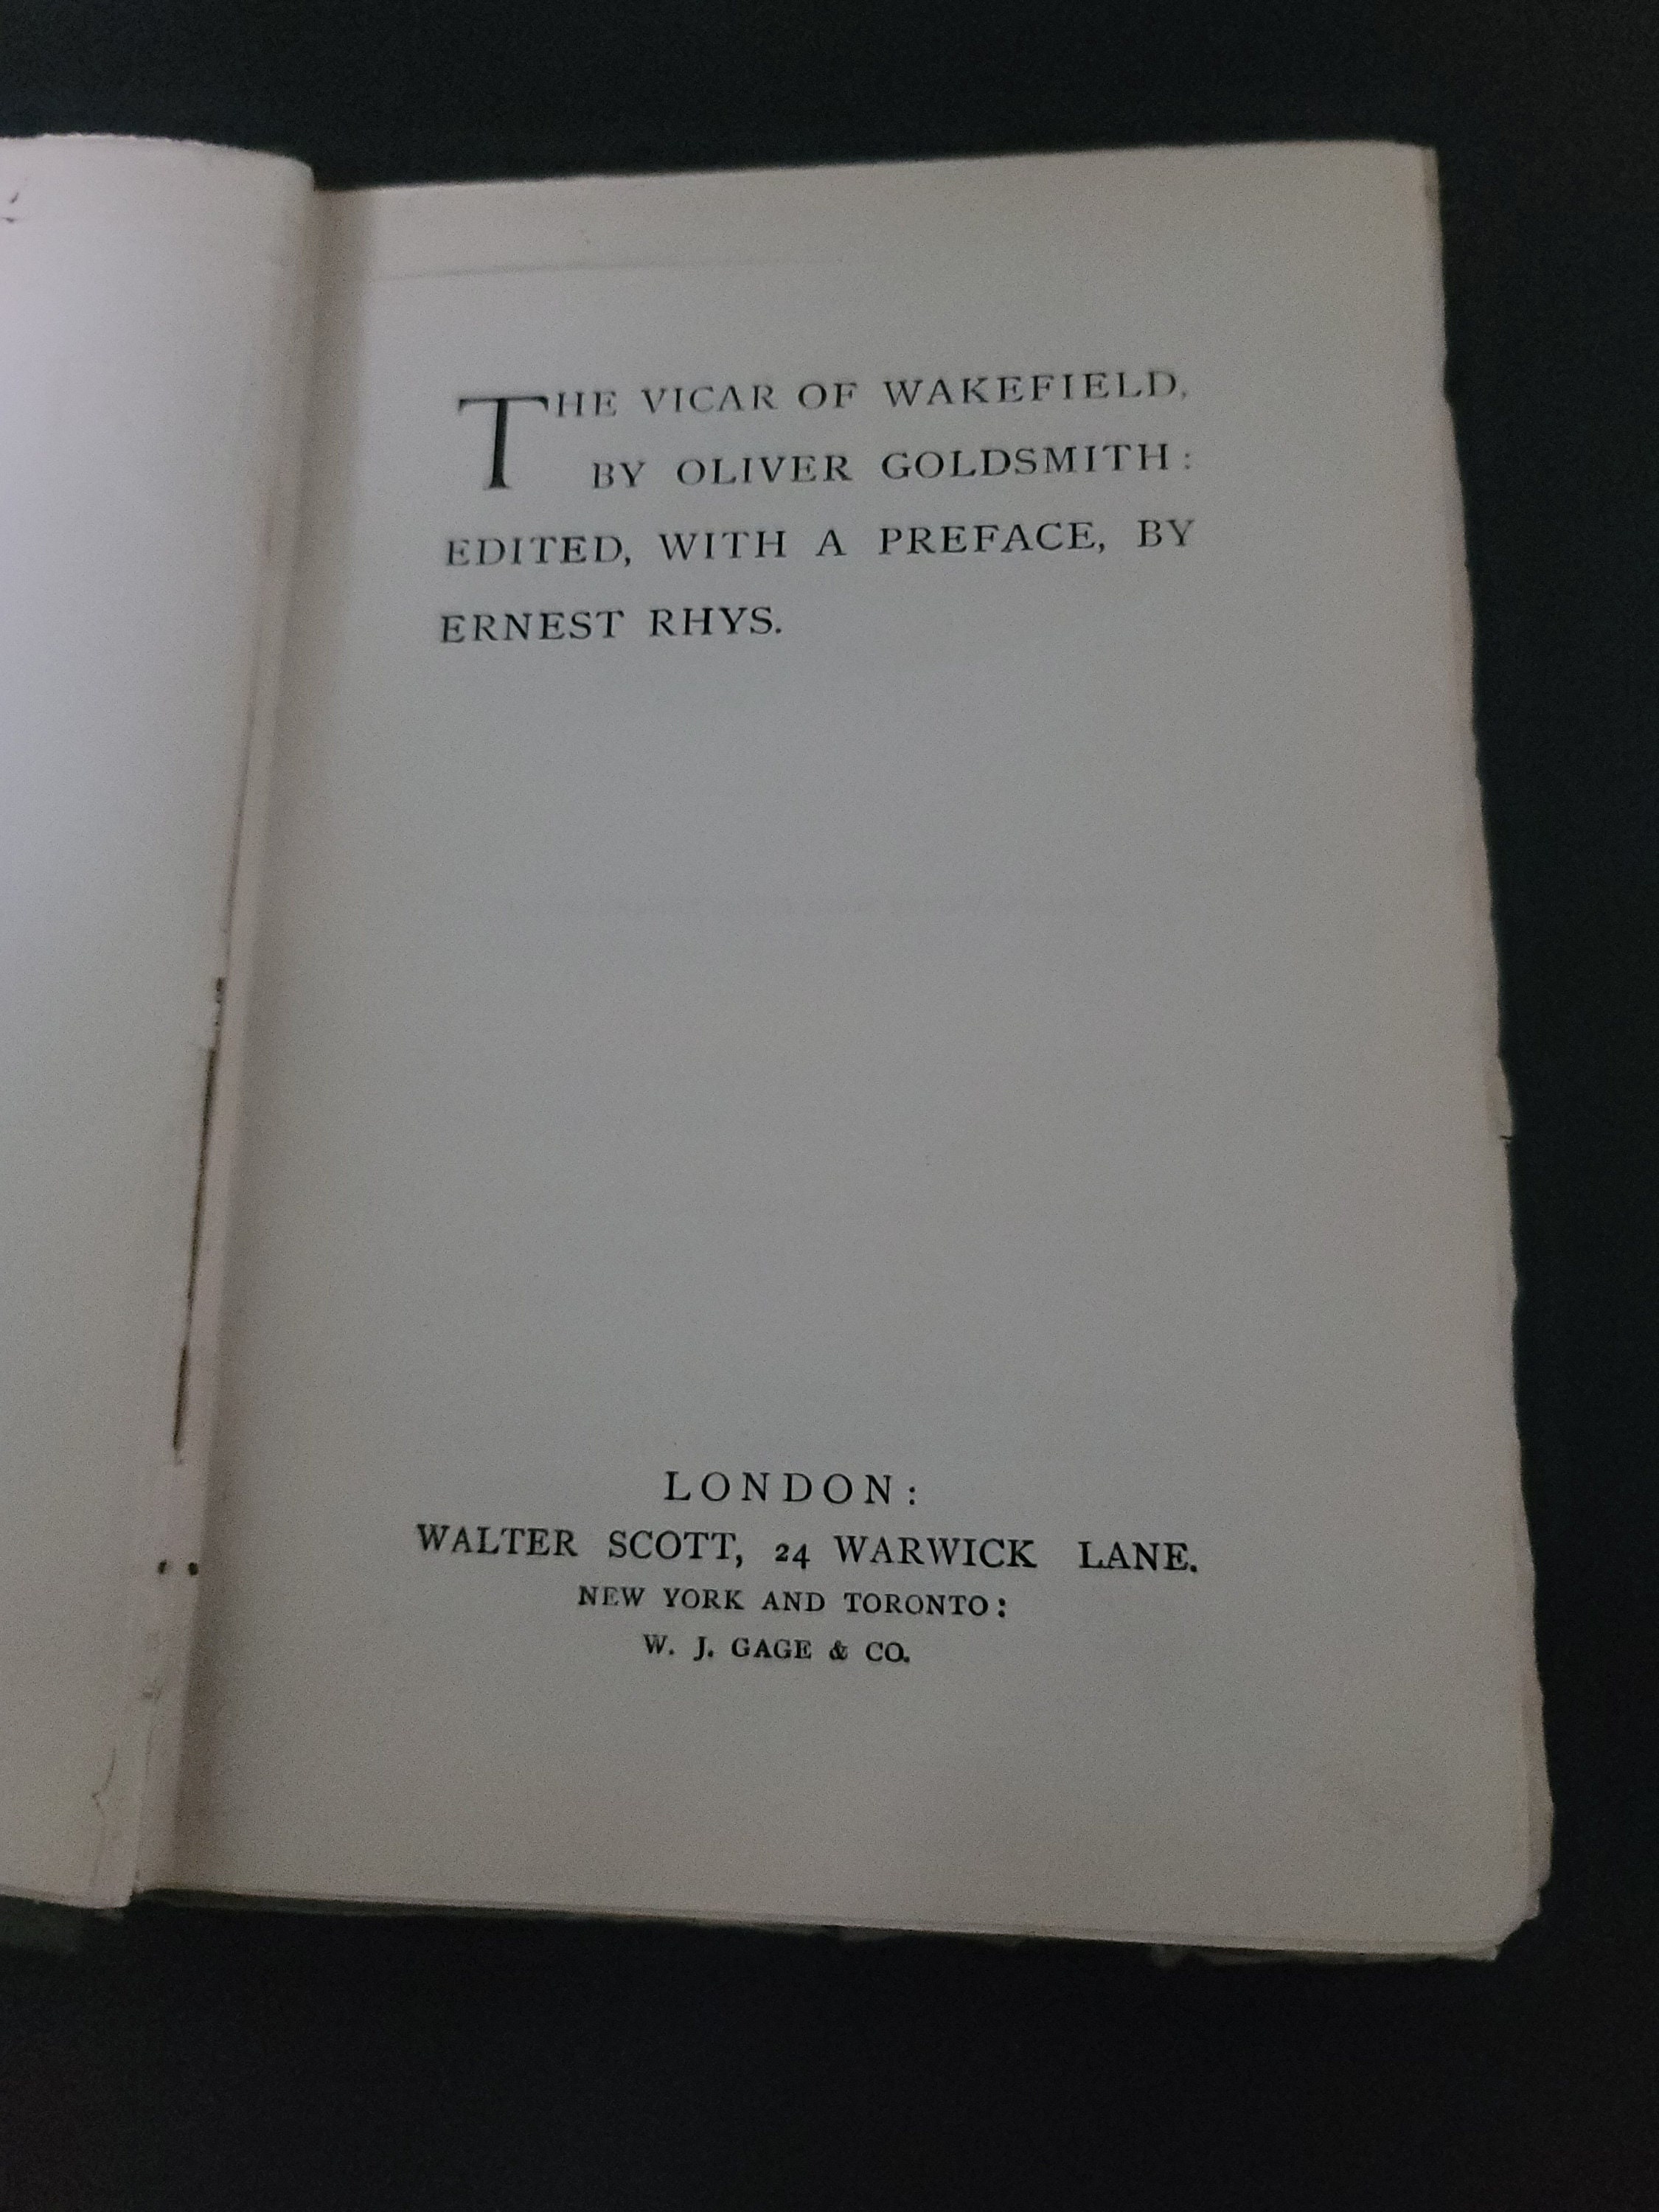 THE VICAR OF WAKEFIELD,
BY OLIVER GOLDSMITH:
EDITED, WITH A PREFACE, BY
ERNEST RHYS.
LONDON:
WALTER SCOTT, 24 WARWICK LANE.
NEW YORK AND TORONTO:
W. J. GAGE & CO.